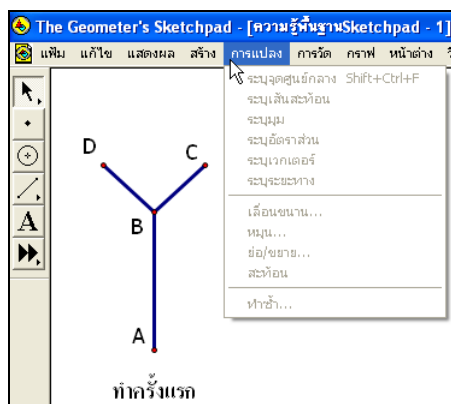 The Geometer's Sketchpad - [ความรู้พื้นฐานSketchpad - 1]
แฟ้ม แก้ไข แสดงผล สร้าง การแปลง การวัด กราฟ หน้าต่าง
ระบุจุดศูนย์กลาง Shift+Ctrl+F
ระบุเส้นสะท้อน
ระบุมุม
ระบุอัตราส่วน
ระบุเวกเตอร์
ระบุระยะทาง
เลื่อนขนาน...
หมุน...
ย่อ/ขยาย...
สะท้อน
ทำซ้ำ...
A
D
C
B
A
ทำครั้งแรก